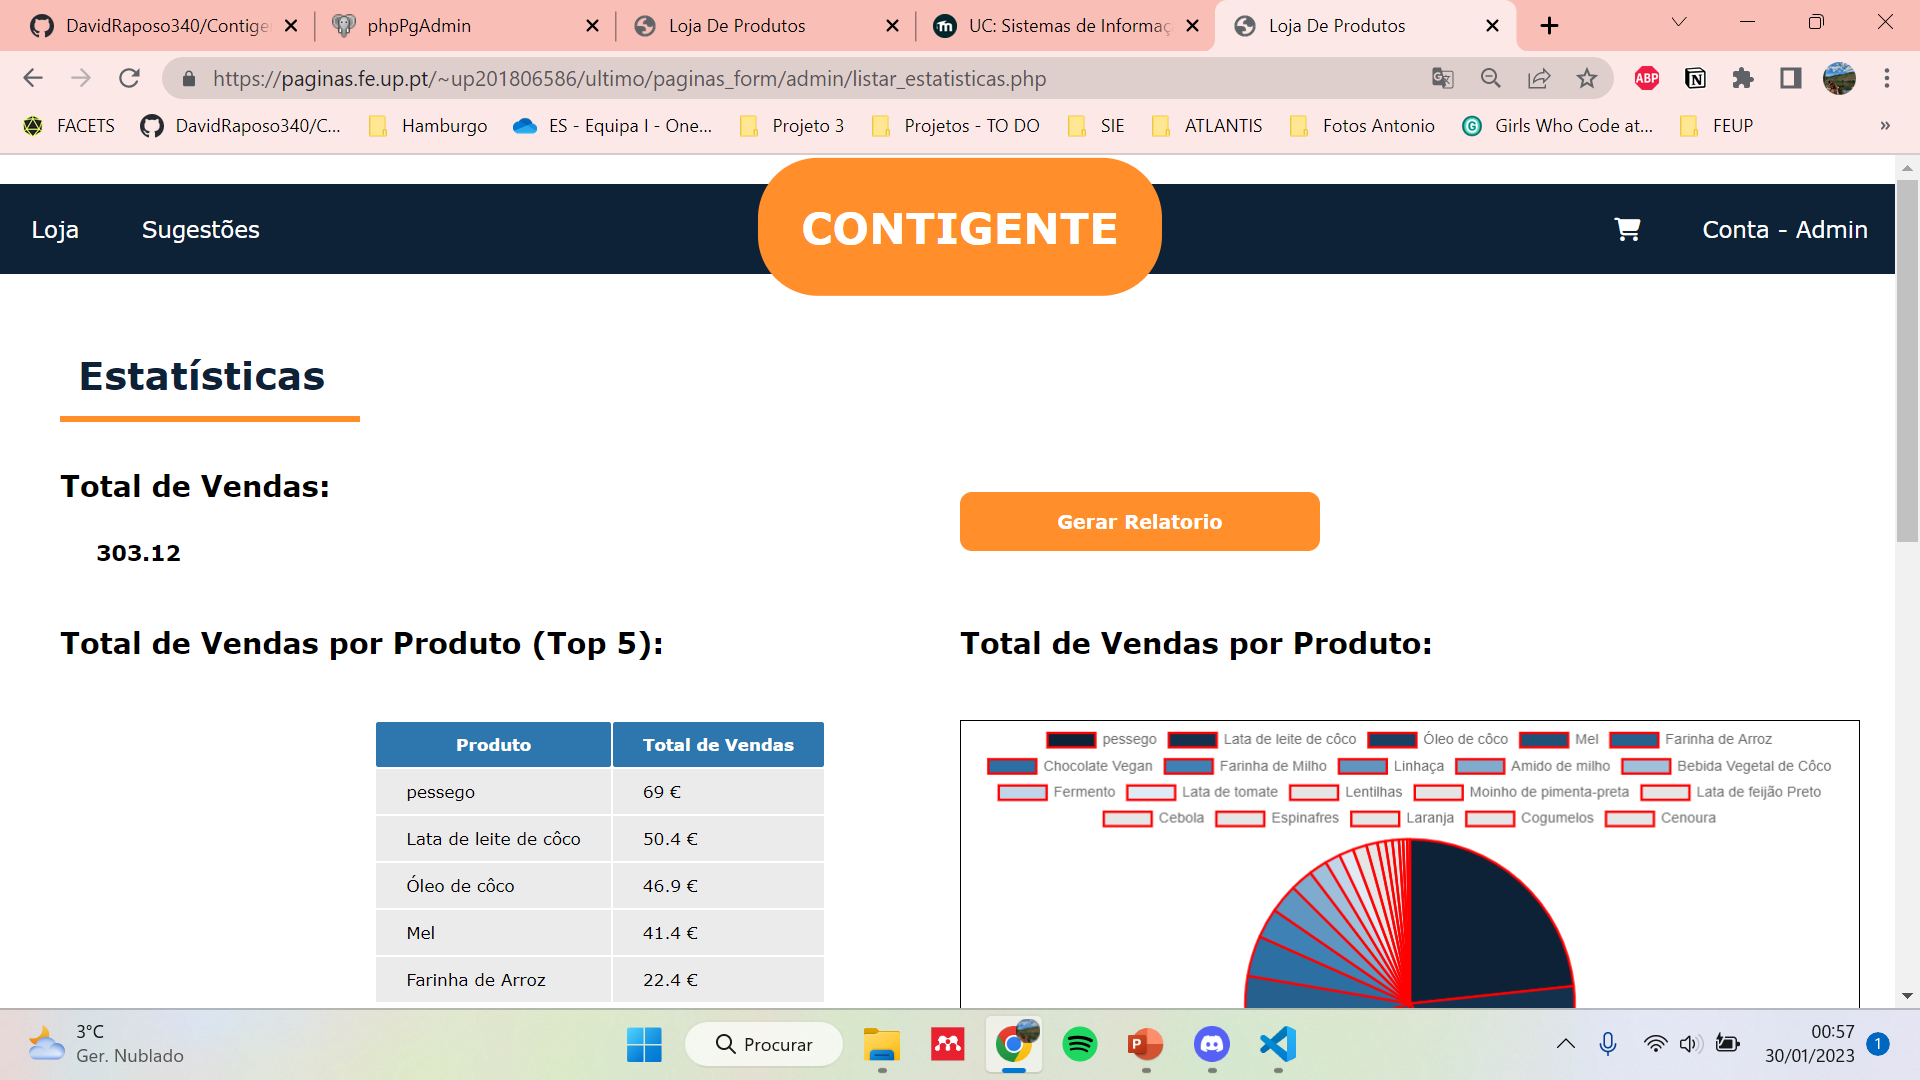 DavidRaposo340/Contige
phpPgAdmin
Loja De Produtos
UC: Sistemas de Informaç
Loja De Produtos
https://paginas.fe.up.pt/~up201806586/ultimo/paginas_form/admin/listar_estatisticas.php
ABP
FACETS
DavidRaposo340/C...
Hamburgo
ES - Equipa I - One...
Projeto 3
Projetos - TO DO
SIE
ATLANTIS
Fotos Antonio
Girls Who Code at...
FEUP
»
Loja
Sugestões
CONTIGENTE
Conta - Admin
Estatísticas
Total de Vendas:
303.12
Gerar Relatorio
Total de Vendas por Produto (Top 5):
Produto Total de Vendas
pessego 69 €
Lata de leite de côco 50.4 €
Óleo de côco 46.9 €
Mel 41.4 €
Farinha de Arroz 22.4 €
Total de Vendas por Produto:
pessego Lata de leite de côco Óleo de côco Mel Farinha de Arroz
Chocolate Vegan Farinha de Milho Linhaça Amido de milho Bebida Vegetal de Côco
Fermento Lata de tomate Lentilhas Moinho de pimenta-preta Lata de feijão Preto
Cebola Espinafres Laranja Cogumelos Cenoura
3°C
Ger. Nublado
Procurar
00:57
30/01/2023
1